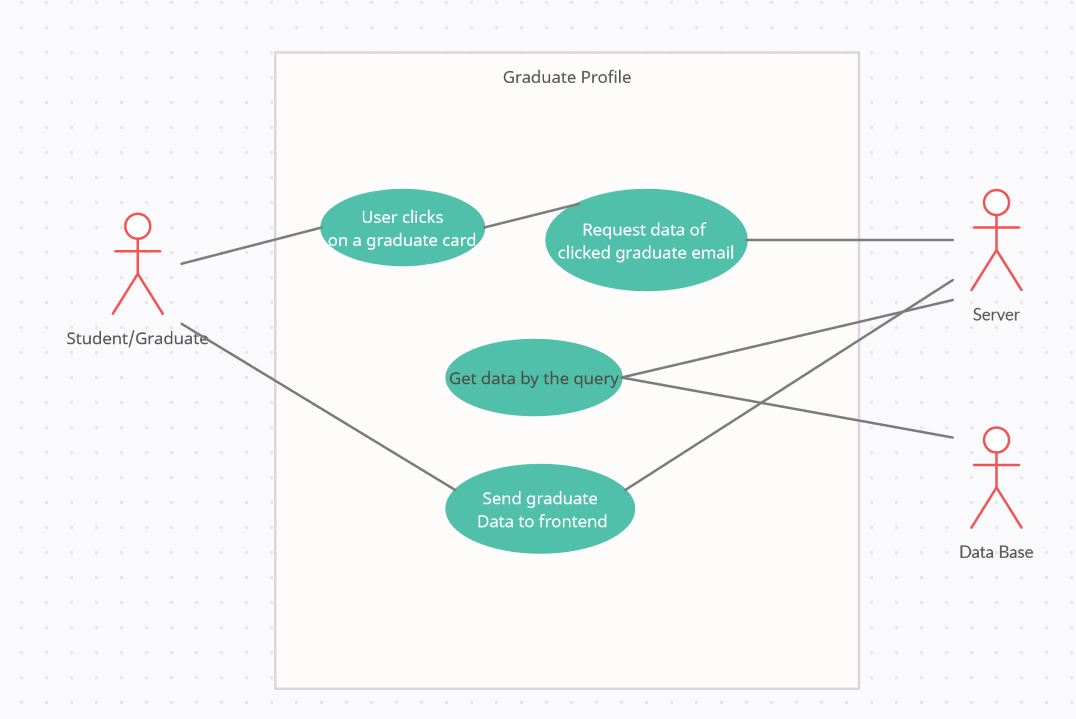 Graduate Profile
User clicks
on a graduate card
Request data of
clicked graduate email
Student/Graduate
Server
Get data by the query
Send graduate
Data to frontend
Data Base